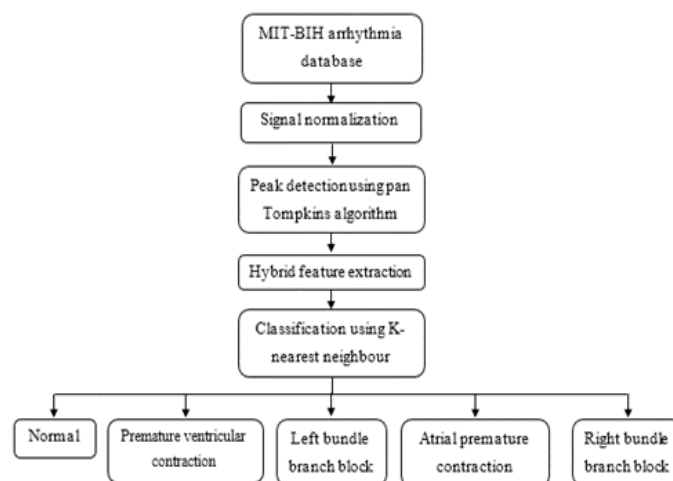 MIT-BIH arrhythmia
database
Signal normalization
Peak detection using pan
Tompkins algorithm
Hybrid feature extraction
Classification using K-
nearest neighbour
Normal
Premature ventricular
contraction
Left bundle
branch block
Atrial premature
contraction
Right bundle
branch block